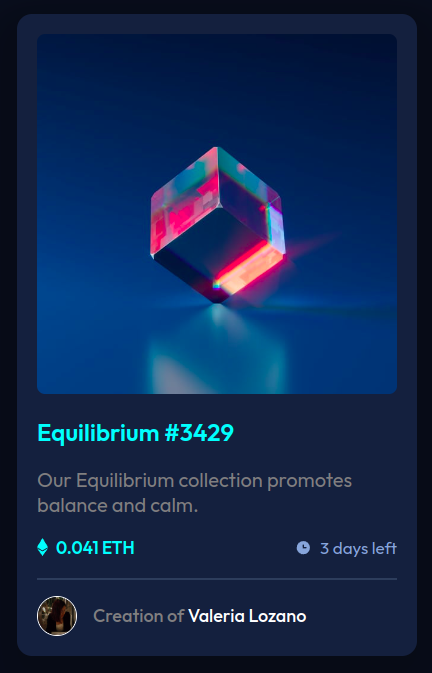 Equilibrium #3429
Our Equilibrium collection promotes
balance and calm.
0.041 ETH
3 days left
Creation of Valeria Lozano